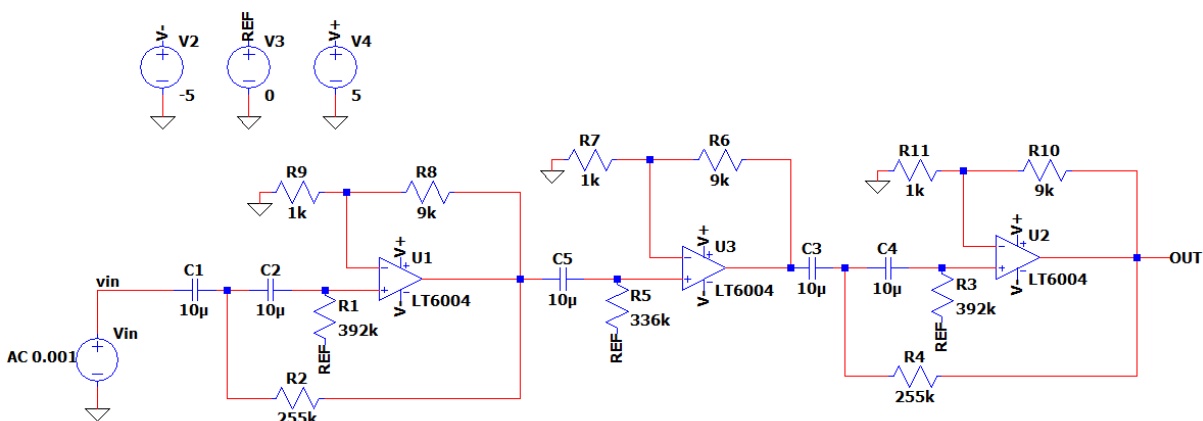 V-
V2
-5
REF
V3
0
V+
V4
5
R9
1k
R8
9k
V+
U1
LT6004
V-
vin
C1
10µ
C2
10µ
R1
392k
REF
Vin
AC 0.001
R2
255k
C5
10µ
R5
336k
REF
R7
1k
R6
9k
V+
U3
LT6004
V-
C3
10µ
C4
10µ
R3
392k
REF
R4
255k
R11
1k
R10
9k
V+
U2
LT6004
V-
OUT